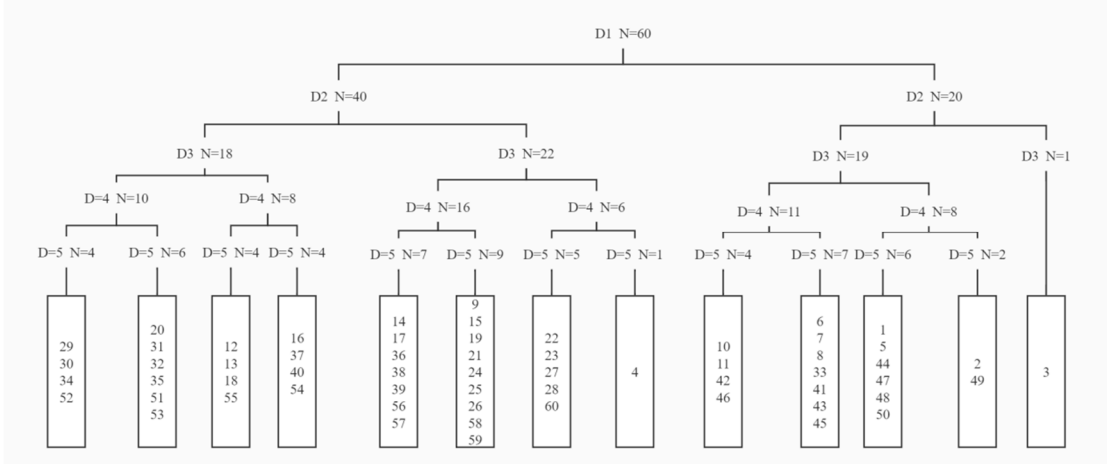 D1 N=60
D2 N=40
D2 N=20
D3 N=18
D3 N=22
D3 N=19
D3 N=1
D=4 N=10
D=4 N=8
D=4 N=16
D=4 N=6
D=4 N=11
D=4 N=8
D=5 N=4
D=5 N=6
D=5 N=4
D=5 N=4
D=5 N=7
D=5 N=9
D=5 N=5
D=5 N=1
D=5 N=4
D=5 N=7
D=5 N=6
D=5 N=2
29
30
34
52
20
31
32
35
51
53
12
13
18
55
16
37
40
54
14
17
36
38
39
56
57
9
15
19
21
24
25
26
58
59
22
23
27
28
60
4
10
11
42
46
6
7
8
33
41
43
45
1
5
44
47
48
50
2
49
3